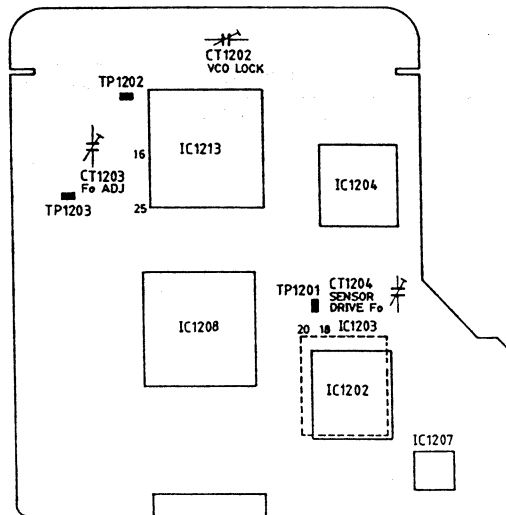 CT1202
VCO LOCK
TP1202
16
IC1213
CT1203
Fo ADJ
TP1203
25
IC1204
TP1201
CT1204
SENSOR
DRIVE Fo
20 18 IC1203
IC1208
IC1202
IC1207